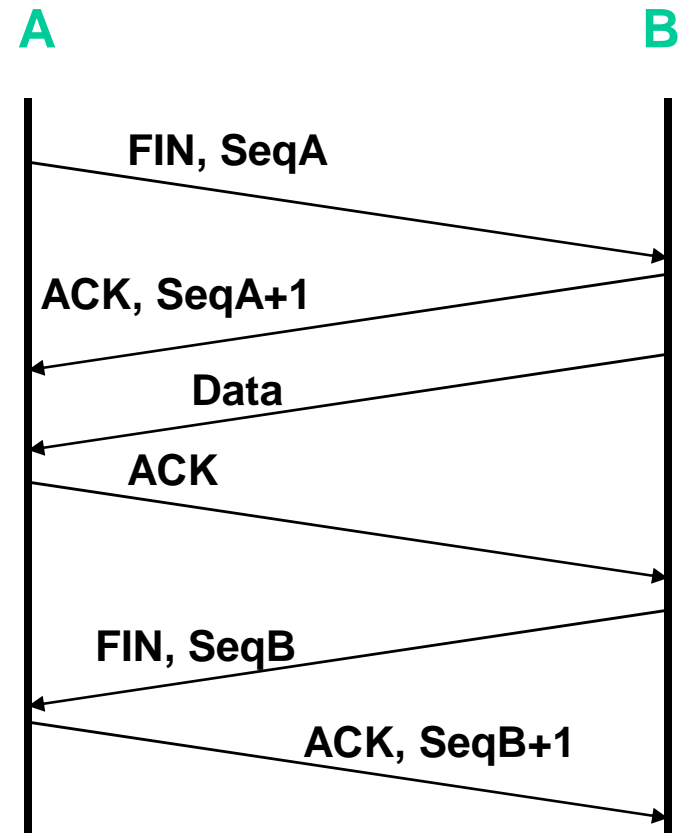 A B
FIN, SeqA
ACK, SeqA+1
Data
ACK
FIN, SeqB
ACK, SeqB+1